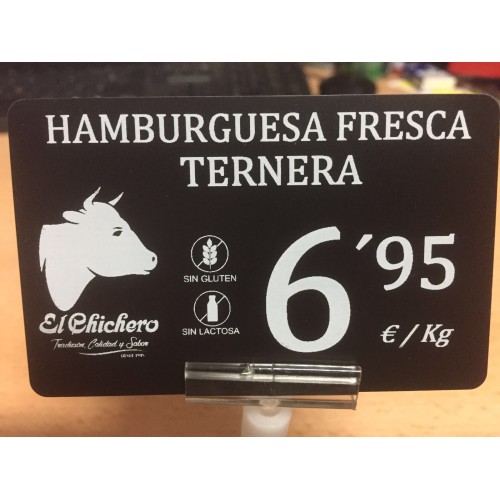 HAMBURGUESA FRESCA
TERNERA
SIN GLUTEN
SIN LACTOSA
6´95
€ / Kg
El Chichero
Tradición, Calidad y Sabor